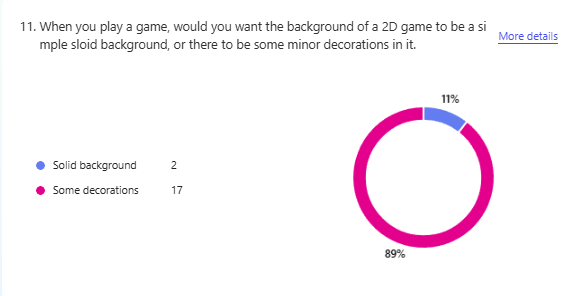 11. When you play a game, would you want the background of a 2D game to be a si
mple sloid background, or there to be some minor decorations in it.
More details
11%
Solid background 2
Some decorations 17
89%